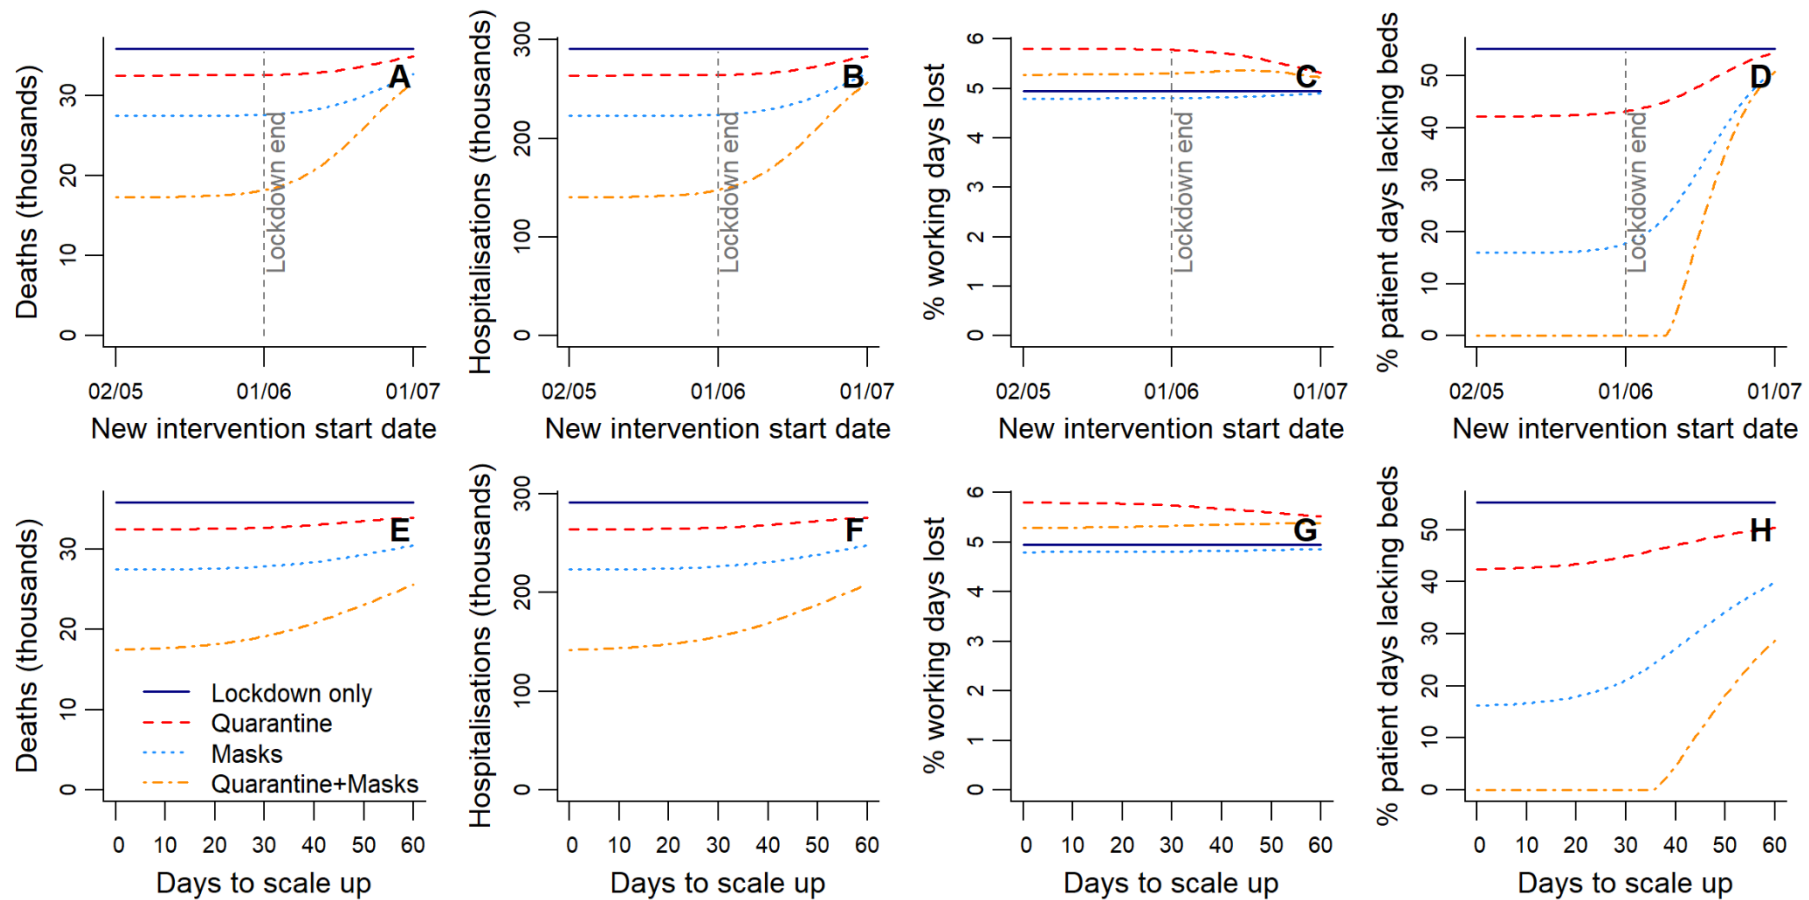 Deaths (thousands)
0
10
20
30
A
Lockdown end
02/05
01/06
01/07
New intervention start date
Hospitalisations (thousands)
0
100
200
300
B
Lockdown end
02/05
01/06
01/07
New intervention start date
% working days lost
0
1
2
3
4
5
6
C
Lockdown end
02/05
01/06
01/07
New intervention start date
% patient days lacking beds
0
10
20
30
40
50
D
Lockdown end
02/05
01/06
01/07
New intervention start date
Deaths (thousands)
0
10
20
30
E
Lockdown only
Quarantine
Masks
Quarantine+Masks
0 10 20 30 40 50 60
Days to scale up
Hospitalisations (thousands)
0
100
200
300
F
0 10 20 30 40 50 60
Days to scale up
% working days lost
0
1
2
3
4
5
6
G
0 10 20 30 40 50 60
Days to scale up
% patient days lacking beds
0
10
20
30
40
50
H
0 10 20 30 40 50 60
Days to scale up